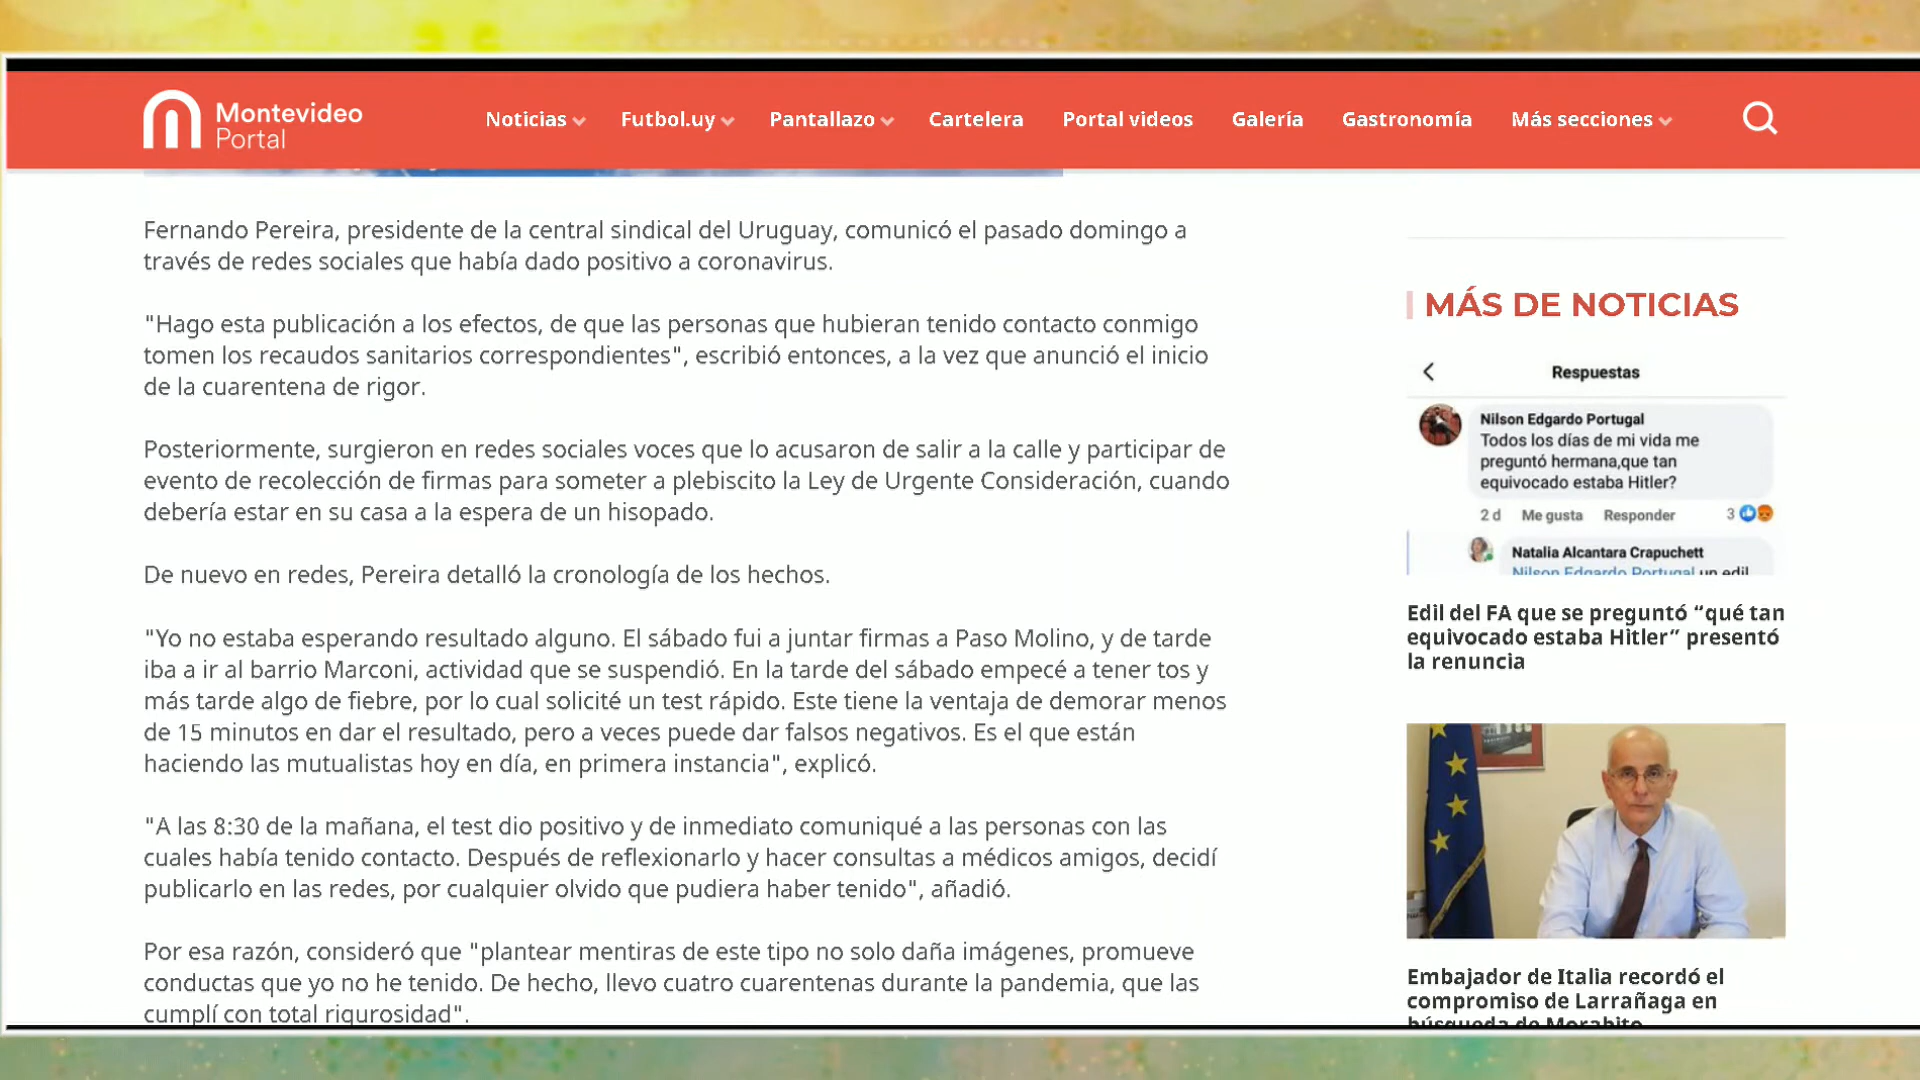 Montevideo
Portal
Noticias
Futbol.uy
Pantallazo
Cartelera
Portal videos
Galería
Gastronomía
Más secciones
Fernando Pereira, presidente de la central sindical del Uruguay, comunicó el pasado domingo a
través de redes sociales que había dado positivo a coronavirus.
"Hago esta publicación a los efectos, de que las personas que hubieran tenido contacto conmigo
tomen los recaudos sanitarios correspondientes", escribió entonces, a la vez que anunció el inicio
de la cuarentena de rigor.
Posteriormente, surgieron en redes sociales voces que lo acusaron de salir a la calle y participar de
evento de recolección de firmas para someter a plebiscito la Ley de Urgente Consideración, cuando
debería estar en su casa a la espera de un hisopado.
De nuevo en redes, Pereira detalló la cronología de los hechos.
"Yo no estaba esperando resultado alguno. El sábado fui a juntar firmas a Paso Molino, y de tarde
iba a ir al barrio Marconi, actividad que se suspendió. En la tarde del sábado empecé a tener tos y
más tarde algo de fiebre, por lo cual solicité un test rápido. Este tiene la ventaja de demorar menos
de 15 minutos en dar el resultado, pero a veces puede dar falsos negativos. Es el que están
haciendo las mutualistas hoy en día, en primera instancia", explicó.
"A las 8:30 de la mañana, el test dio positivo y de inmediato comuniqué a las personas con las
cuales había tenido contacto. Después de reflexionarlo y hacer consultas a médicos amigos, decidí
publicarlo en las redes, por cualquier olvido que pudiera haber tenido", añadió.
Por esa razón, consideró que "plantear mentiras de este tipo no solo daña imágenes, promueve
conductas que yo no he tenido. De hecho, llevo cuatro cuarentenas durante la pandemia, que las
cumplí con total rigurosidad".
MÁS DE NOTICIAS
Respuestas
Nilson Edgardo Portugal
Todos los días de mi vida me
preguntó hermana,que tan
equivocado estaba Hitler?
2 d Me gusta Responder 3
Natalia Alcantara Crapuchett
Nilson Edgardo Portugal un edil
Edil del FA que se preguntó “qué tan
equivocado estaba Hitler” presentó
la renuncia
Embajador de Italia recordó el
compromiso de Larrañaga en
búsqueda de Morabito